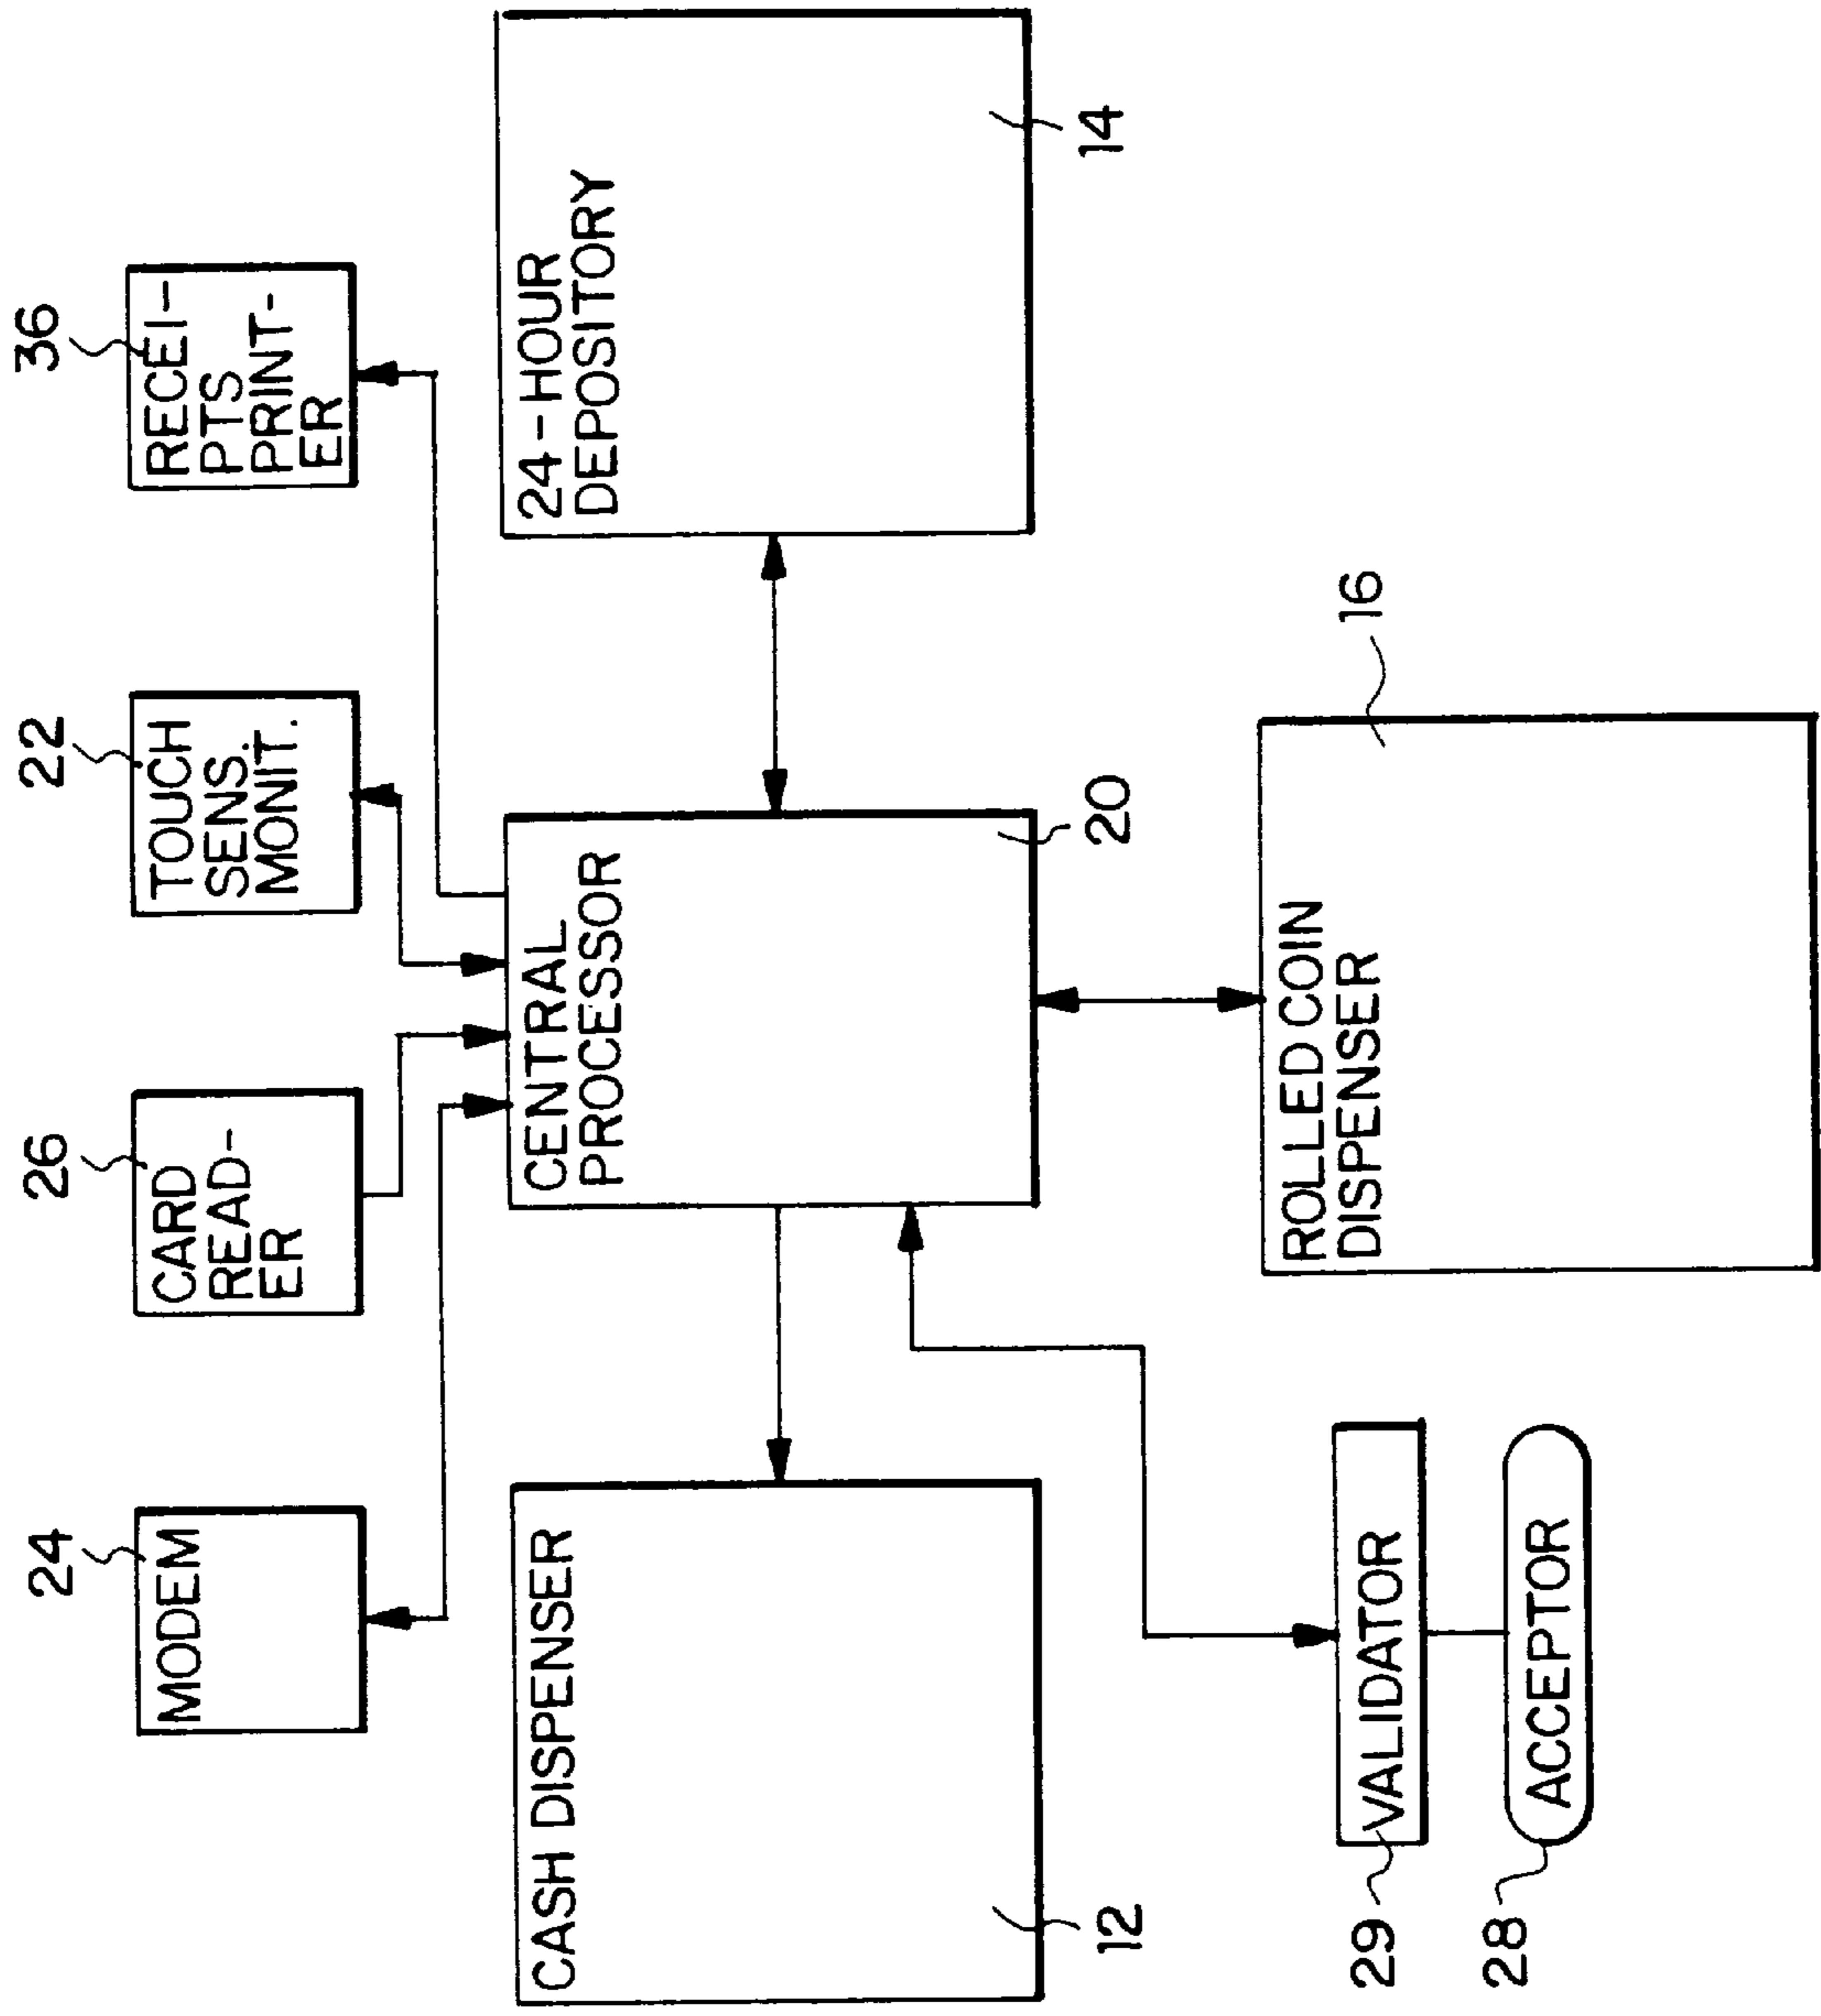 24
MODEM
26
CARD
READ-
ER
22
TOUCH
SENS.
MONIT.
36
RECEI-
PTS
PRINT-
ER
CASH DISPENSER
12
CENTRAL
PROCESSOR
20
24-HOUR
DEPOSITORY
14
29
VALIDATOR
28
ACCEPTOR
ROLLED COIN
DISPENSER
16